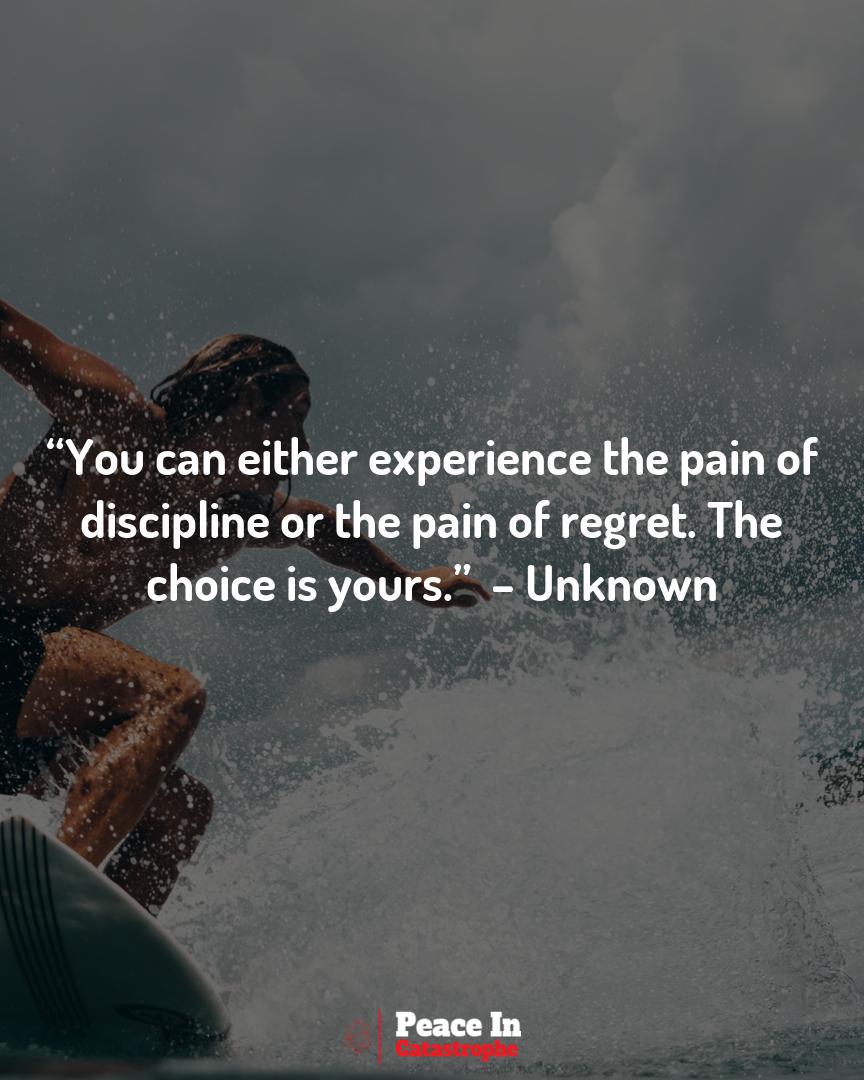 “You can either experience the pain of
discipline or the pain of regret. The
choice is yours.”  – Unknown
Peace In
Catastrophe